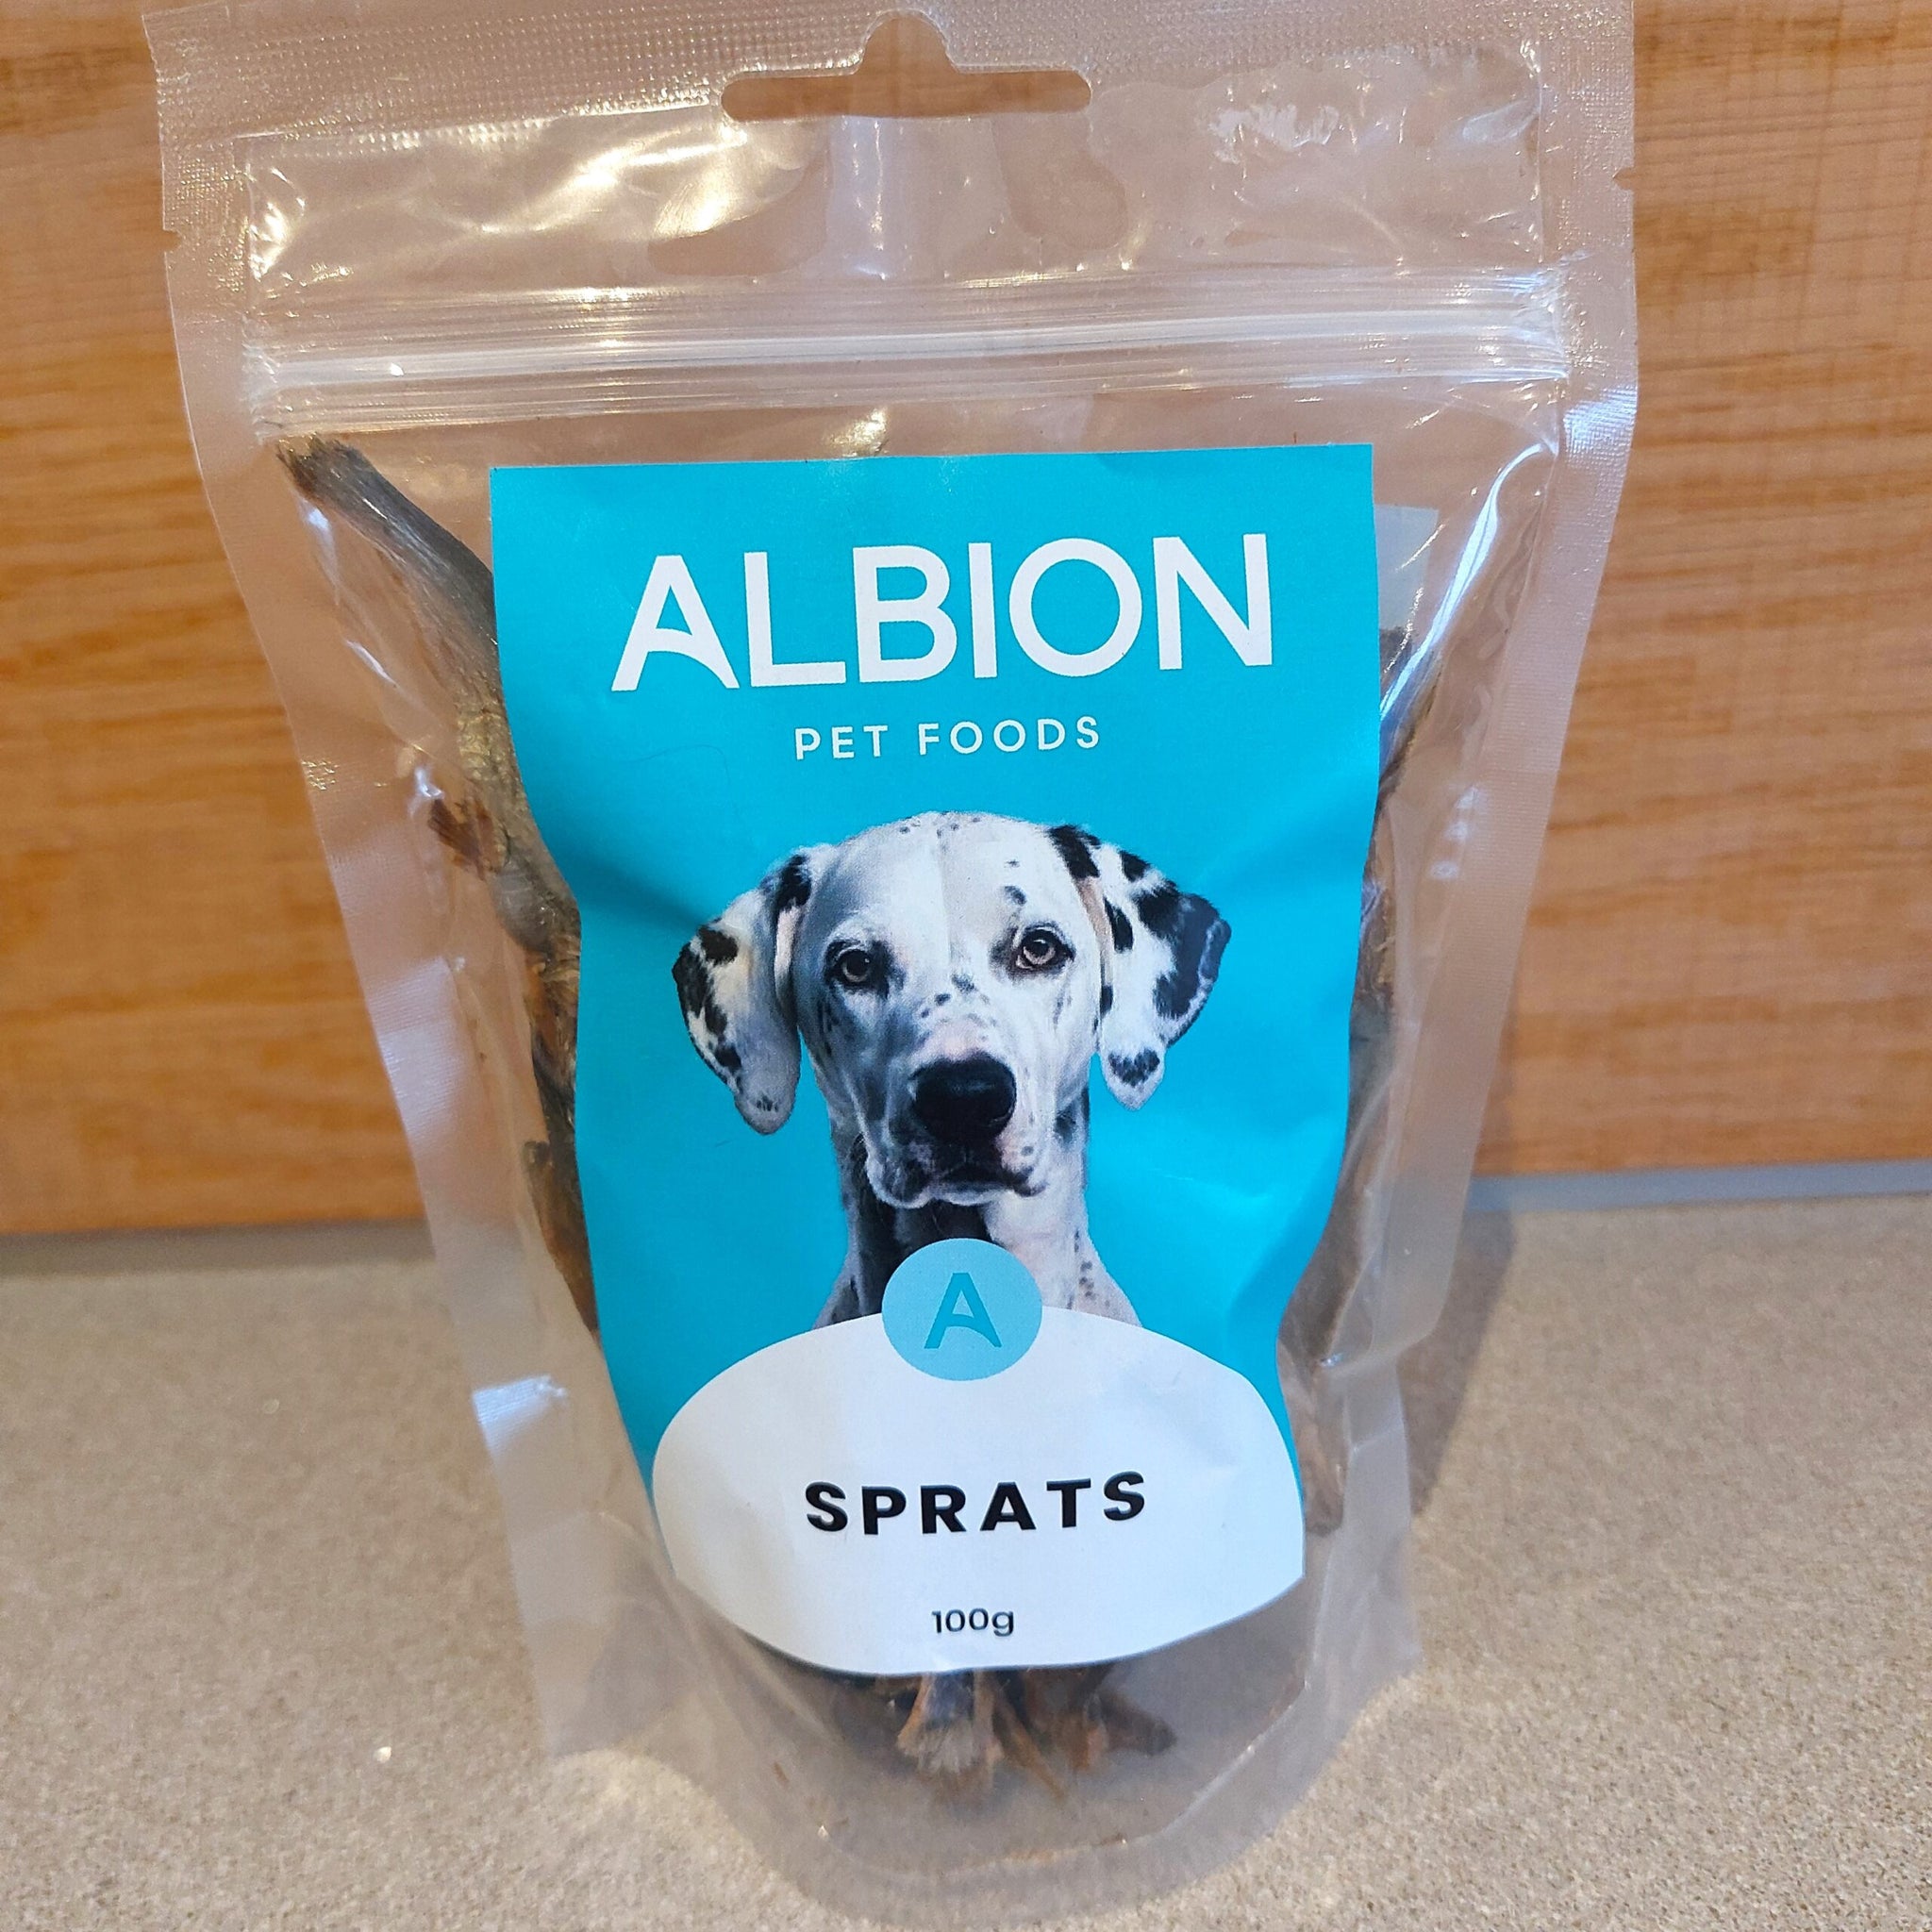 ALBION
PET FOODS
A
SPRATS
100g